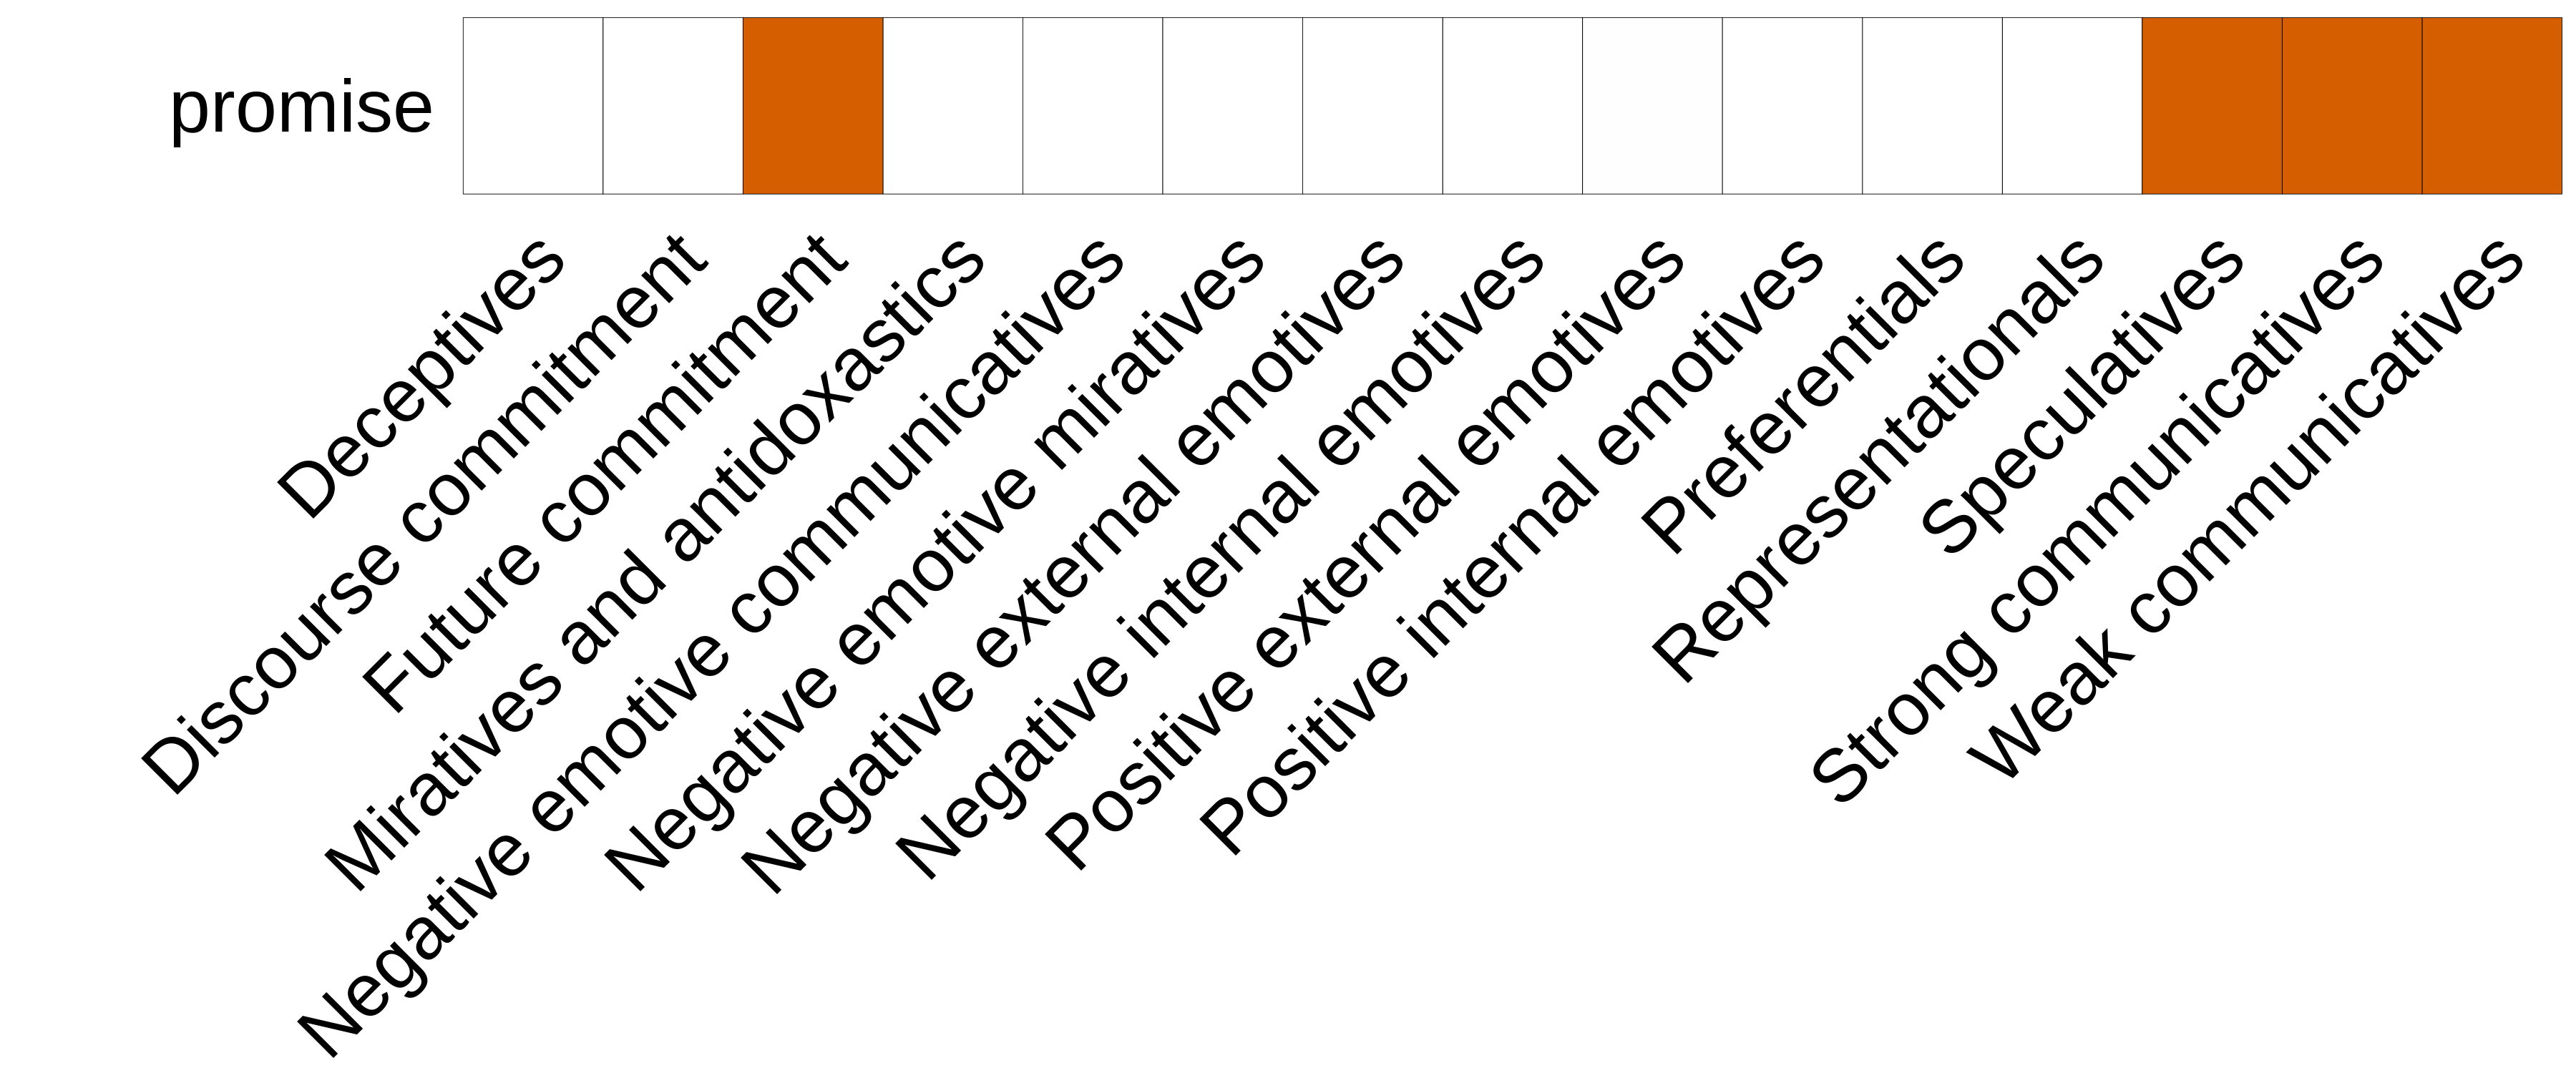 promise
Deceptives
Discourse commitment
Future commitment
Miratives and antidoxastics
Negative emotive communicatives
Negative emotive miratives
Negative external emotives
Negative internal emotives
Positive external emotives
Positive internal emotives
Preferentials
Representationals
Speculatives
Strong communicatives
Weak communicatives